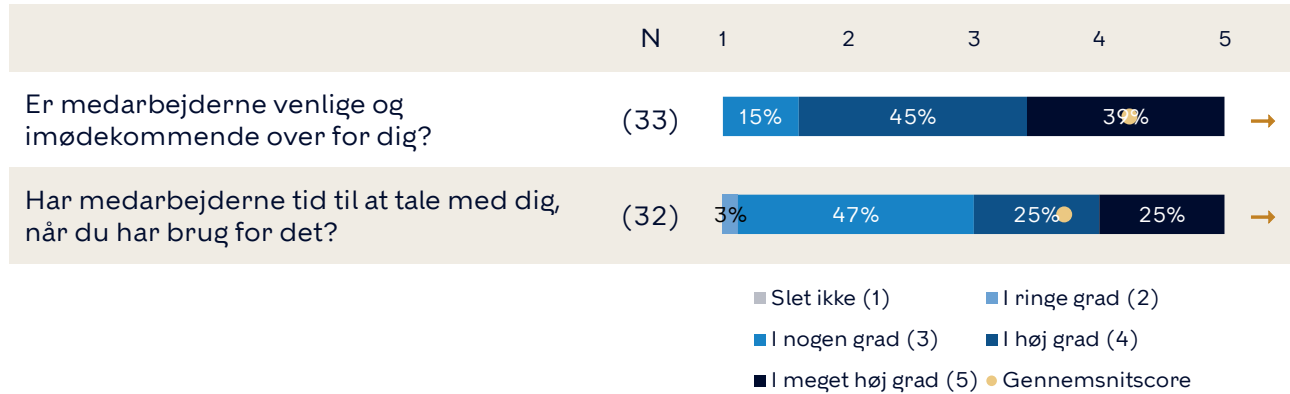 N 1 2 3 4 5
Er medarbejderne venlige og
imødekommende over for dig?
(33) 15% 45% 39% →
Har medarbejderne tid til at tale med dig,
når du har brug for det?
(32) 3% 47% 25% 25% →
Slet ikke (1) I ringe grad (2)
I nogen grad (3) I høj grad (4)
I meget høj grad (5) Gennemsnitscore